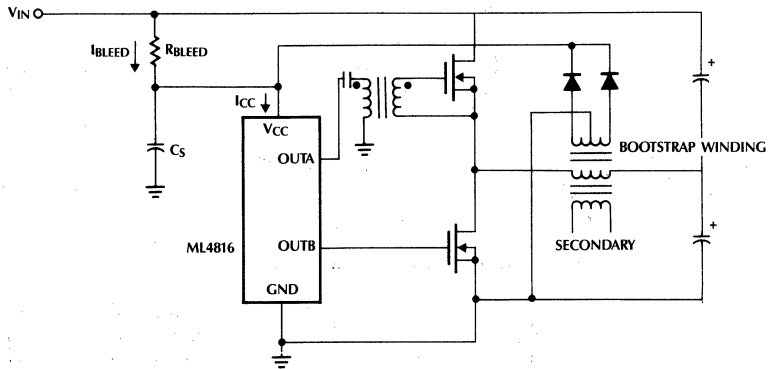 VIN
IBLEED
RBLEED
ICC
VCC
CS
OUTA
ML4816
OUTB
GND
+
BOOTSTRAP WINDING
+
SECONDARY